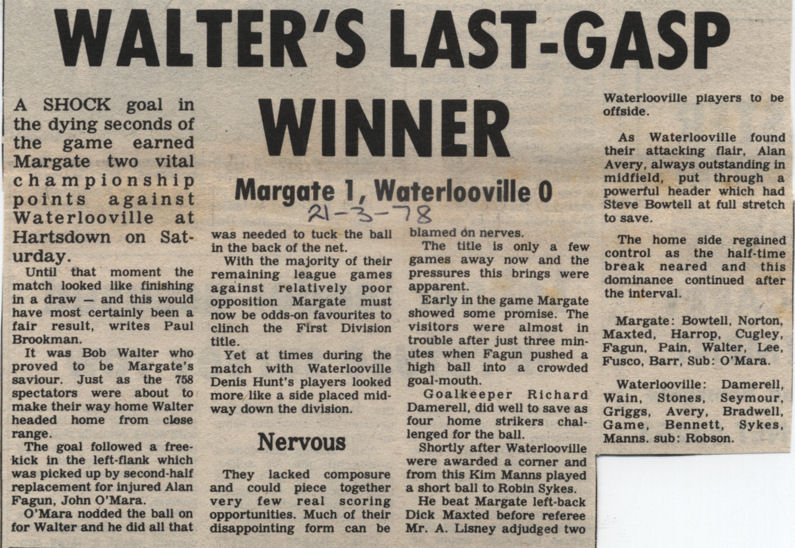 WALTER'S LAST-GASP
WINNER
Margate 1, Waterlooville 0
21-3-78
A SHOCK goal in
the dying seconds of
the game earned
Margate two vital
championship
points against
Waterlooville at
Hartsdown on Sat-
urday.
Until that moment the
match looked like finishing
in a draw — and this would
have most certainly been a
fair result, writes Paul
Brookman.
It was Bob Walter who
proved to be Margate's
saviour. Just as the 758
spectators were about to
make their way home Walter
headed home from close
range.
The goal followed a free-
kick in the left-flank which
was picked up by second-half
replacement for injured Alan
Fagun, John O'Mara.
O'Mara nodded the ball on
for Walter and he did all that
was needed to tuck the ball
in the back of the net.
With the majority of their
remaining league games
against relatively poor
opposition Margate must
now be odds-on favourites to
clinch the First Division
title.
Yet at times during the
match with Waterlooville
Denis Hunt's players looked
more like a side placed mid-
way down the division.
Nervous
They lacked composure
and could piece together
very few real scoring
opportunities. Much of their
disappointing form can be
blamed on nerves.
The title is only a few
games away now and the
pressures this brings were
apparent.
Early in the game Margate
showed some promise. The
visitors were almost in
trouble after just three min-
utes when Fagun pushed a
high ball into a crowded
goal-mouth.
Goalkeeper Richard
Damerell, did well to save as
four home strikers chal-
lenged for the ball.
Shortly after Waterlooville
were awarded a corner and
from this Kim Manns played
a short ball to Robin Sykes.
He beat Margate left-back
Dick Maxted before referee
Mr. A. Lisney adjudged two
Waterlooville players to be
offside.
As Waterlooville found
their attacking flair, Alan
Avery, always outstanding in
midfield, put through a
powerful header which had
Steve Bowtell at full stretch
to save.
The home side regained
control as the half-time
break neared and this
dominance continued after
the interval.
Margate: Bowtell, Norton,
Maxted, Harrop, Cugley,
Fagun, Pain, Walter, Lee,
Fusco, Barr, Sub: O'Mara.
Waterlooville: Damerell,
Wain, Stones, Seymour,
Griggs, Avery, Bradwell,
Game, Bennett, Sykes,
Manns. sub: Robson.